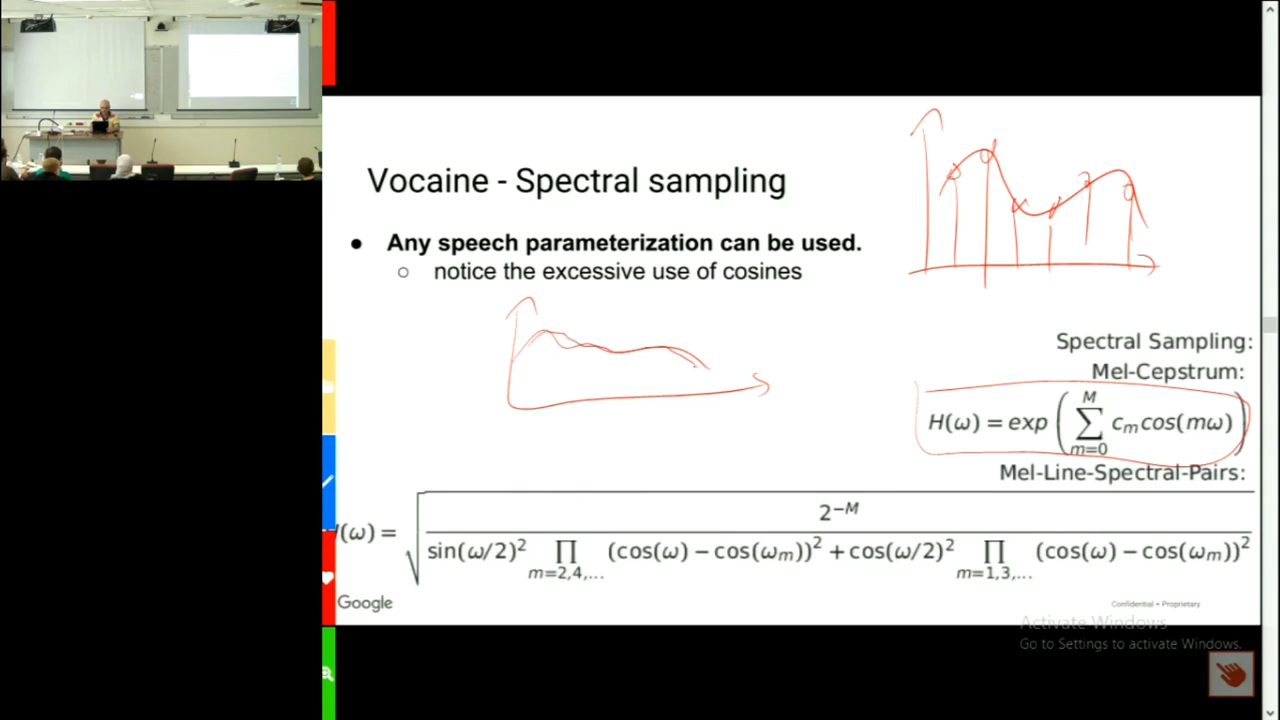 Vocaine - Spectral sampling
● Any speech parameterization can be used.
○ notice the excessive use of cosines
Spectral Sampling:
Mel-Cepstrum:
H(ω) = exp ( ∑_{m=0}^{M} c_m cos(mω) )
Mel-Line-Spectral-Pairs:
(ω) = √( 2^{-M} / ( sin(ω/2)² ∏_{m=2,4,...} (cos(ω) − cos(ω_m))² + cos(ω/2)² ∏_{m=1,3,...} (cos(ω) − cos(ω_m))² ) )
Google
Confidential + Proprietary
Activate Windows
Go to Settings to activate Windows.